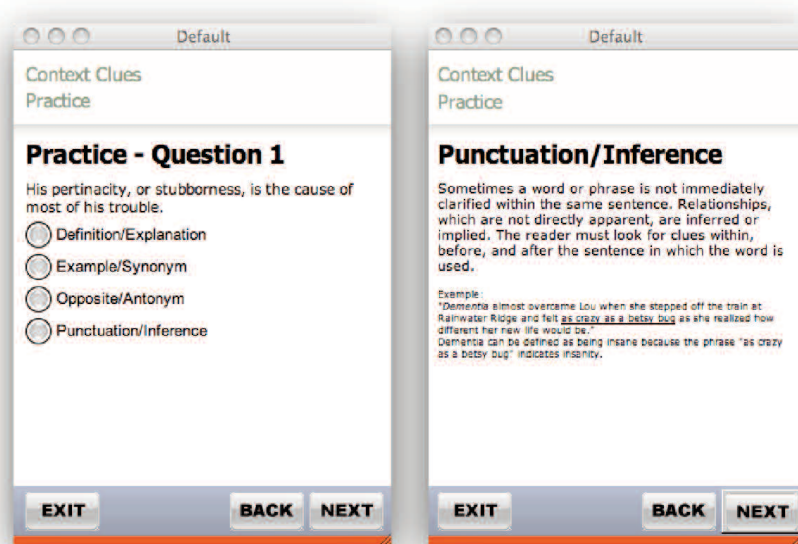 Default
Context Clues
Practice
Practice - Question 1
His pertinacity, or stubborness, is the cause of
most of his trouble.
Definition/Explanation
Example/Synonym
Opposite/Antonym
Punctuation/Inference
EXIT
BACK
NEXT
Default
Context Clues
Practice
Punctuation/Inference
Sometimes a word or phrase is not immediately
clarified within the same sentence. Relationships,
which are not directly apparent, are inferred or
implied. The reader must look for clues within,
before, and after the sentence in which the word is
used.
Example:
"Dementia almost overcame Lou when she stepped off the train at
Rainwater Ridge and felt as crazy as a betsy bug as she realized how
different her new life would be."
Dementia can be defined as being insane because the phrase "as crazy
as a betsy bug" indicates insanity.
EXIT
BACK
NEXT